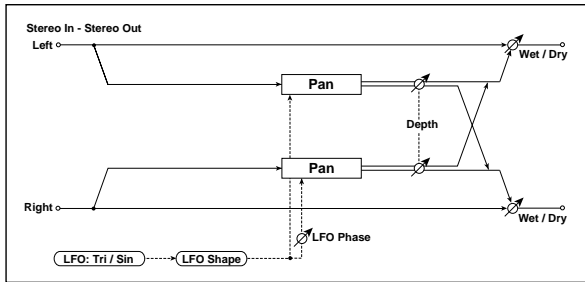 Stereo In - Stereo Out
Left
Wet / Dry
Pan
Depth
Pan
Right
Wet / Dry
LFO Phase
LFO: Tri / Sin
LFO Shape